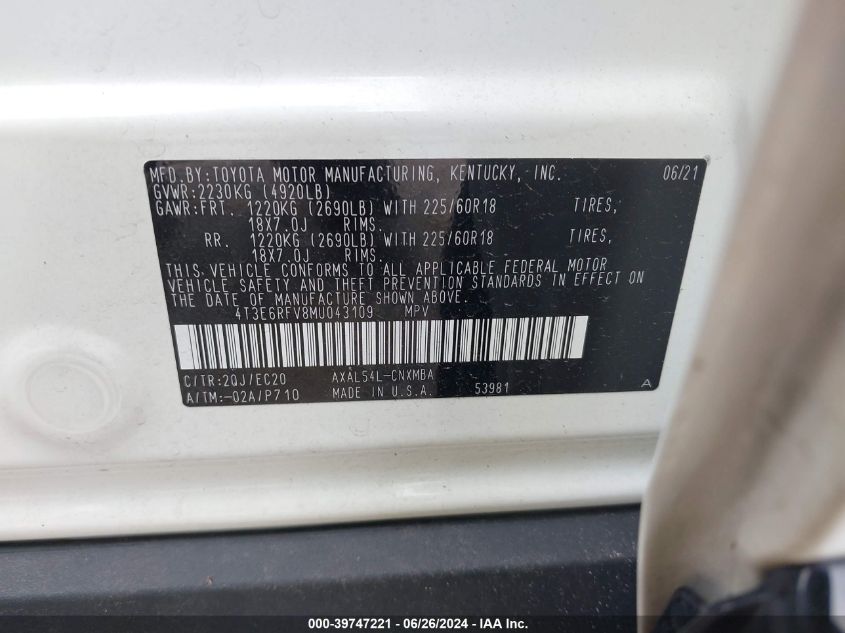 MFD.BY:TOYOTA MOTOR MANUFACTURING, KENTUCKY, INC. 06/21
GVWR:2230KG (4920LB)
GAWR:FRT. 1220KG (2690LB) WITH 225/60R18 TIRES,
18X7.0J RIMS.
RR. 1220KG (2690LB) WITH 225/60R18 TIRES,
18X7.0J RIMS.
THIS VEHICLE CONFORMS TO ALL APPLICABLE FEDERAL MOTOR
VEHICLE SAFETY AND THEFT PREVENTION STANDARDS IN EFFECT ON
THE DATE OF MANUFACTURE SHOWN ABOVE.
4T3E6RFV8MU043109 MPV
C/TR:2QJ/EC20 AXAL54L-CNXMBA
A/TM:-02A/P710 MADE IN U.S.A. 53981 A
000-39747221 - 06/26/2024 - IAA Inc.